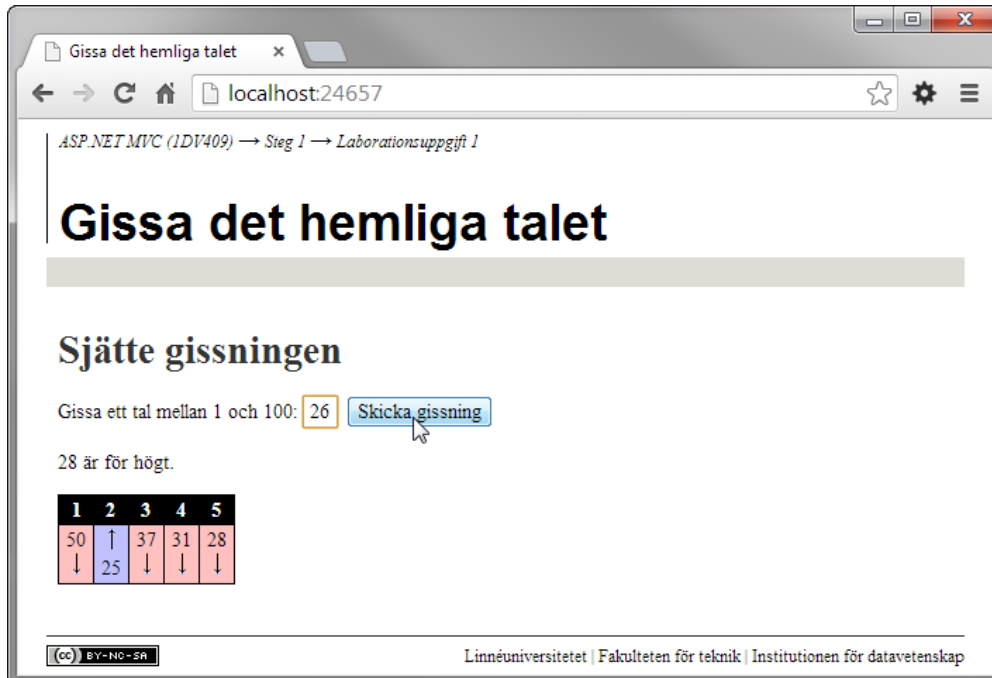 Gissa det hemliga talet
localhost:24657
ASP.NET MVC (1DV409) → Steg 1 → Laborationsuppgift 1
Gissa det hemliga talet
Sjätte gissningen
Gissa ett tal mellan 1 och 100: 26 Skicka gissning
28 är för högt.
1 2 3 4 5
50 ↑ 37 31 28
↓ 25 ↓ ↓ ↓
(cc) BY-NC-SA Linnéuniversitetet | Fakulteten för teknik | Institutionen för datavetenskap